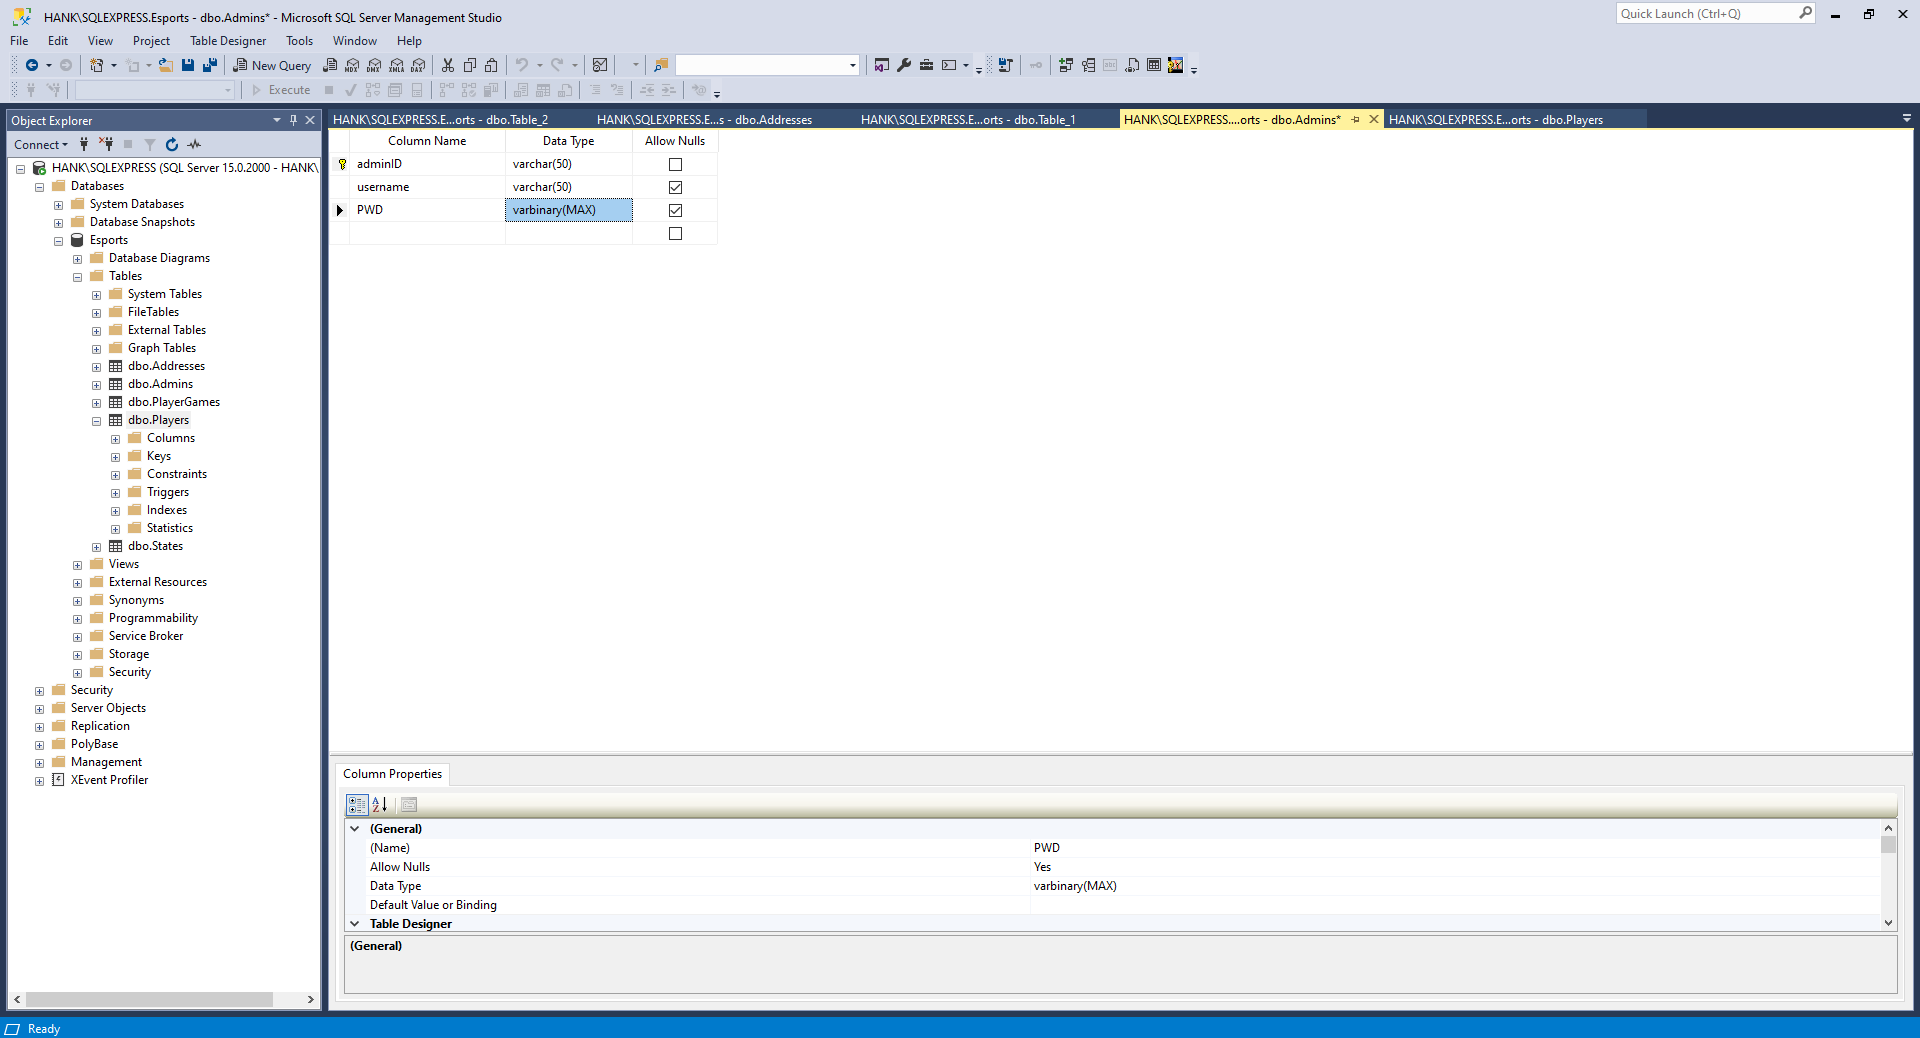 HANK\SQLEXPRESS.Esports - dbo.Admins* - Microsoft SQL Server Management Studio
Quick Launch (Ctrl+Q)
File Edit View Project Table Designer Tools Window Help
New Query MDX DMX XMLA DAX
Execute
Object Explorer
Connect
HANK\SQLEXPRESS (SQL Server 15.0.2000 - HANK\
Databases
System Databases
Database Snapshots
Esports
Database Diagrams
Tables
System Tables
FileTables
External Tables
Graph Tables
dbo.Addresses
dbo.Admins
dbo.PlayerGames
dbo.Players
Columns
Keys
Constraints
Triggers
Indexes
Statistics
dbo.States
Views
External Resources
Synonyms
Programmability
Service Broker
Storage
Security
Security
Server Objects
Replication
PolyBase
Management
XEvent Profiler
HANK\SQLEXPRESS.E...orts - dbo.Table_2 HANK\SQLEXPRESS.E...s - dbo.Addresses HANK\SQLEXPRESS.E...orts - dbo.Table_1 HANK\SQLEXPRESS....orts - dbo.Admins* HANK\SQLEXPRESS.E...orts - dbo.Players
Column Name Data Type Allow Nulls
adminID varchar(50)
username varchar(50)
PWD varbinary(MAX)
Column Properties
(General)
(Name) PWD
Allow Nulls Yes
Data Type varbinary(MAX)
Default Value or Binding
Table Designer
(General)
Ready